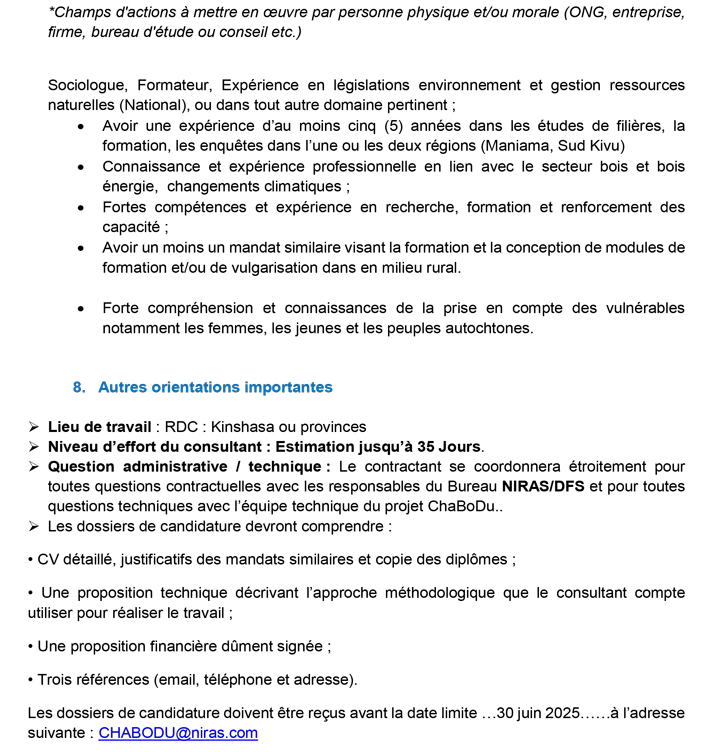 *Champs d'actions à mettre en œuvre par personne physique et/ou morale (ONG, entreprise,
firme, bureau d'étude ou conseil etc.)
Sociologue, Formateur, Expérience en législations environnement et gestion ressources
naturelles (National), ou dans tout autre domaine pertinent ;
• Avoir une expérience d'au moins cinq (5) années dans les études de filières, la
formation, les enquêtes dans l'une ou les deux régions (Maniama, Sud Kivu)
• Connaissance et expérience professionnelle en lien avec le secteur bois et bois
énergie, changements climatiques ;
• Fortes compétences et expérience en recherche, formation et renforcement des
capacité ;
• Avoir un moins un mandat similaire visant la formation et la conception de modules de
formation et/ou de vulgarisation dans en milieu rural.
• Forte compréhension et connaissances de la prise en compte des vulnérables
notamment les femmes, les jeunes et les peuples autochtones.
8. Autres orientations importantes
➢ Lieu de travail : RDC : Kinshasa ou provinces
➢ Niveau d'effort du consultant : Estimation jusqu'à 35 Jours.
➢ Question administrative / technique : Le contractant se coordonnera étroitement pour
toutes questions contractuelles avec les responsables du Bureau NIRAS/DFS et pour toutes
questions techniques avec l'équipe technique du projet ChaBoDu..
➢ Les dossiers de candidature devront comprendre :
• CV détaillé, justificatifs des mandats similaires et copie des diplômes ;
• Une proposition technique décrivant l'approche méthodologique que le consultant compte
utiliser pour réaliser le travail ;
• Une proposition financière dûment signée ;
• Trois références (email, téléphone et adresse).
Les dossiers de candidature doivent être reçus avant la date limite …30 juin 2025……à l'adresse
suivante : CHABODU@niras.com